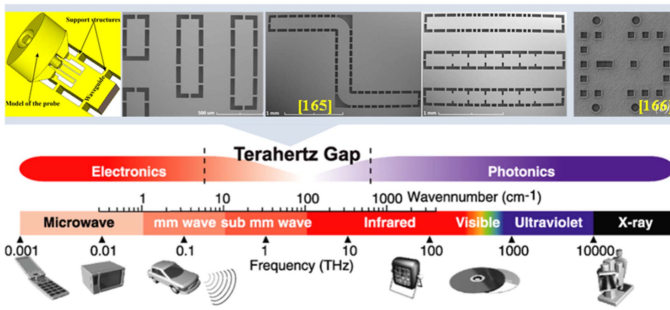 Support structures
Model of the probe
Waveguide
500 um
1 mm
[165]
1 mm
[166]
Terahertz Gap
Electronics
Photonics
1 10 100 1000 Wavennumber (cm-1)
Microwave mm wave sub mm wave Infrared Visible Ultraviolet X-ray
0.001 0.01 0.1 1 10 100 1000 10000
Frequency (THz)